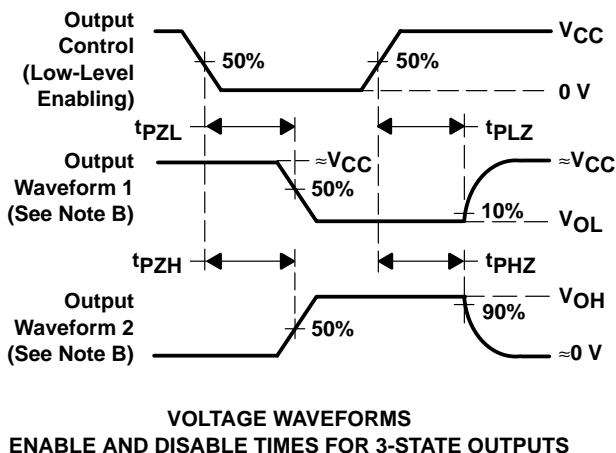 Output
Control
(Low-Level
Enabling)
50%
50%
VCC
0 V
tPZL
tPLZ
Output
Waveform 1
(See Note B)
≈VCC
50%
10%
≈VCC
VOL
tPZH
tPHZ
Output
Waveform 2
(See Note B)
50%
90%
VOH
≈0 V
VOLTAGE WAVEFORMS
ENABLE AND DISABLE TIMES FOR 3-STATE OUTPUTS